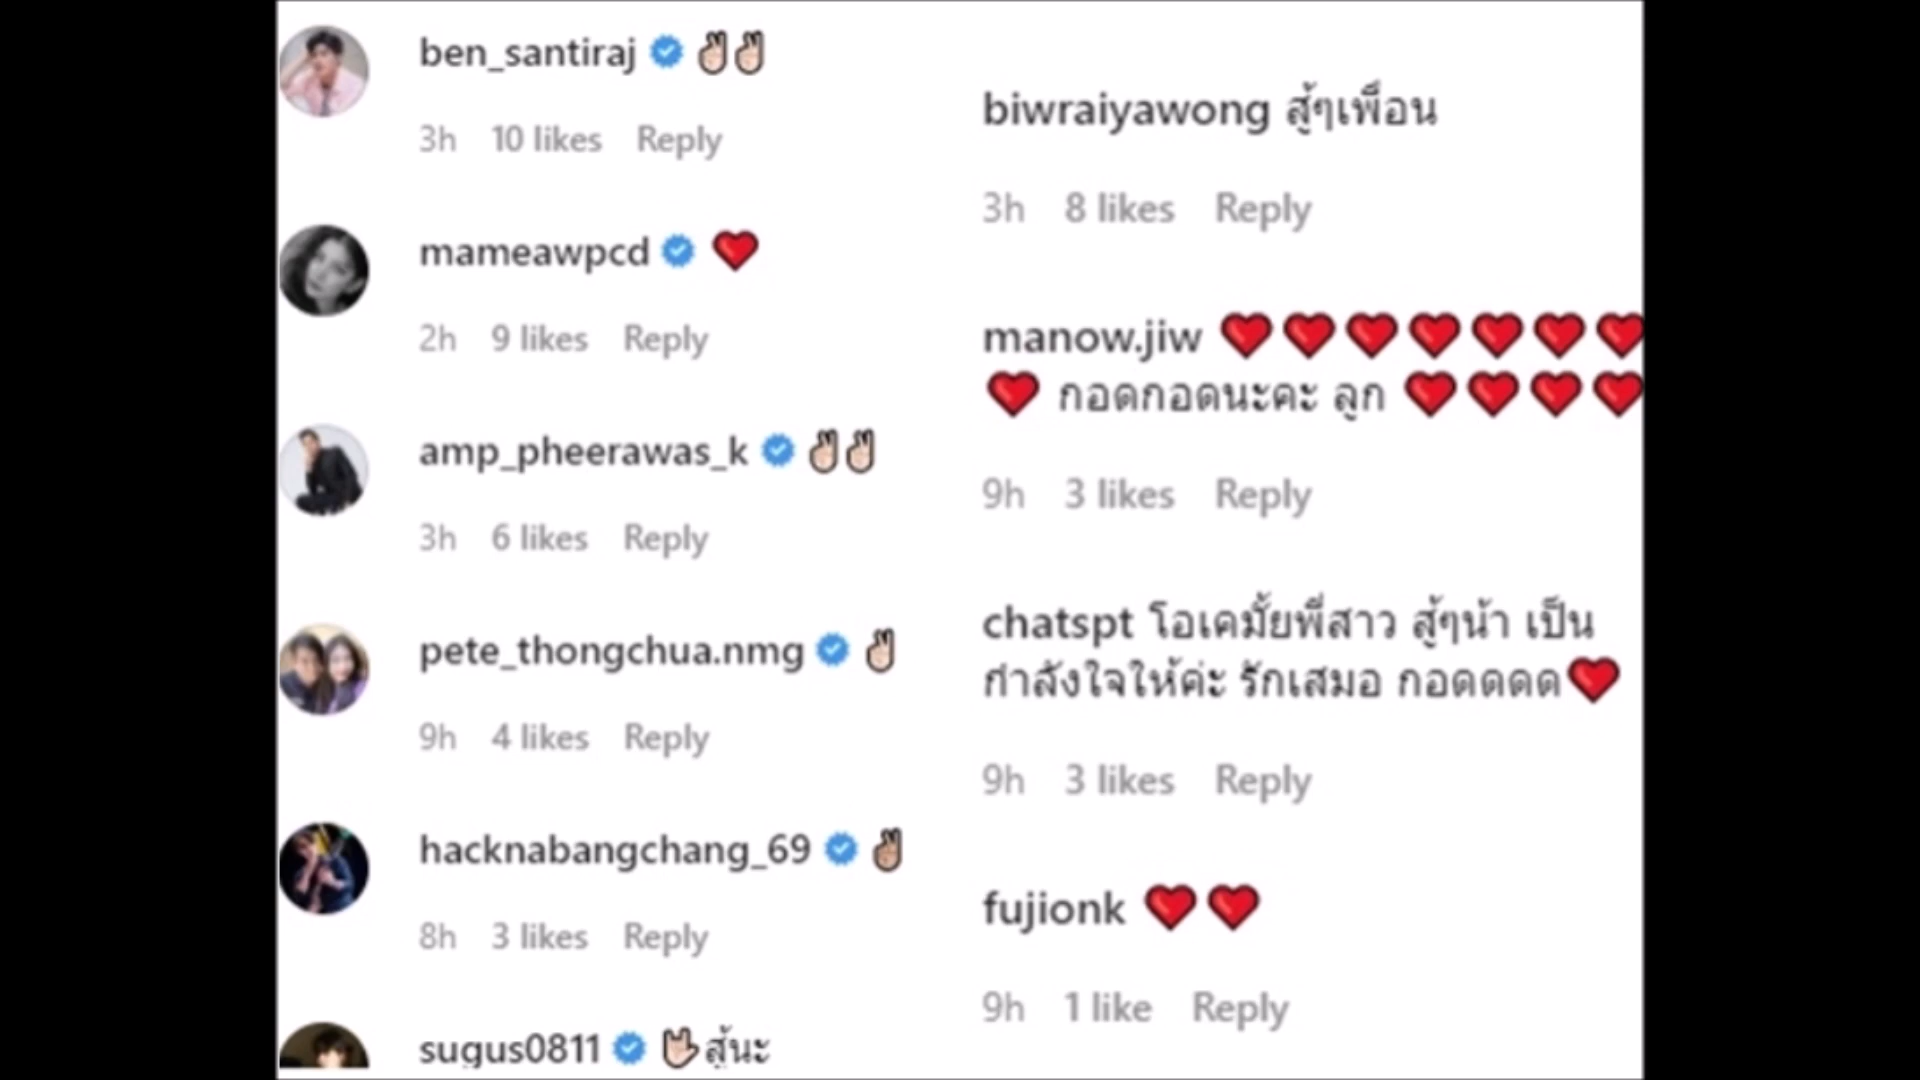 ben_santiraj ✌🏻✌🏻
3h 10 likes Reply
mameawpcd ❤️
2h 9 likes Reply
amp_pheerawas_k ✌🏻✌🏻
3h 6 likes Reply
pete_thongchua.nmg ✌🏻
9h 4 likes Reply
hacknabangchang_69 ✌🏽
8h 3 likes Reply
sugus0811 🤟🏻สู้นะ
biwraiyawong สู้ๆเพื่อน
3h 8 likes Reply
manow.jiw ❤️❤️❤️❤️❤️❤️❤️
❤️ กอดกอดนะคะ ลูก ❤️❤️❤️❤️
9h 3 likes Reply
chatspt โอเคมั้ยพี่สาว สู้ๆน้า เป็น
กำลังใจให้ค่ะ รักเสมอ กอดดดด❤️
9h 3 likes Reply
fujionk ❤️❤️
9h 1 like Reply